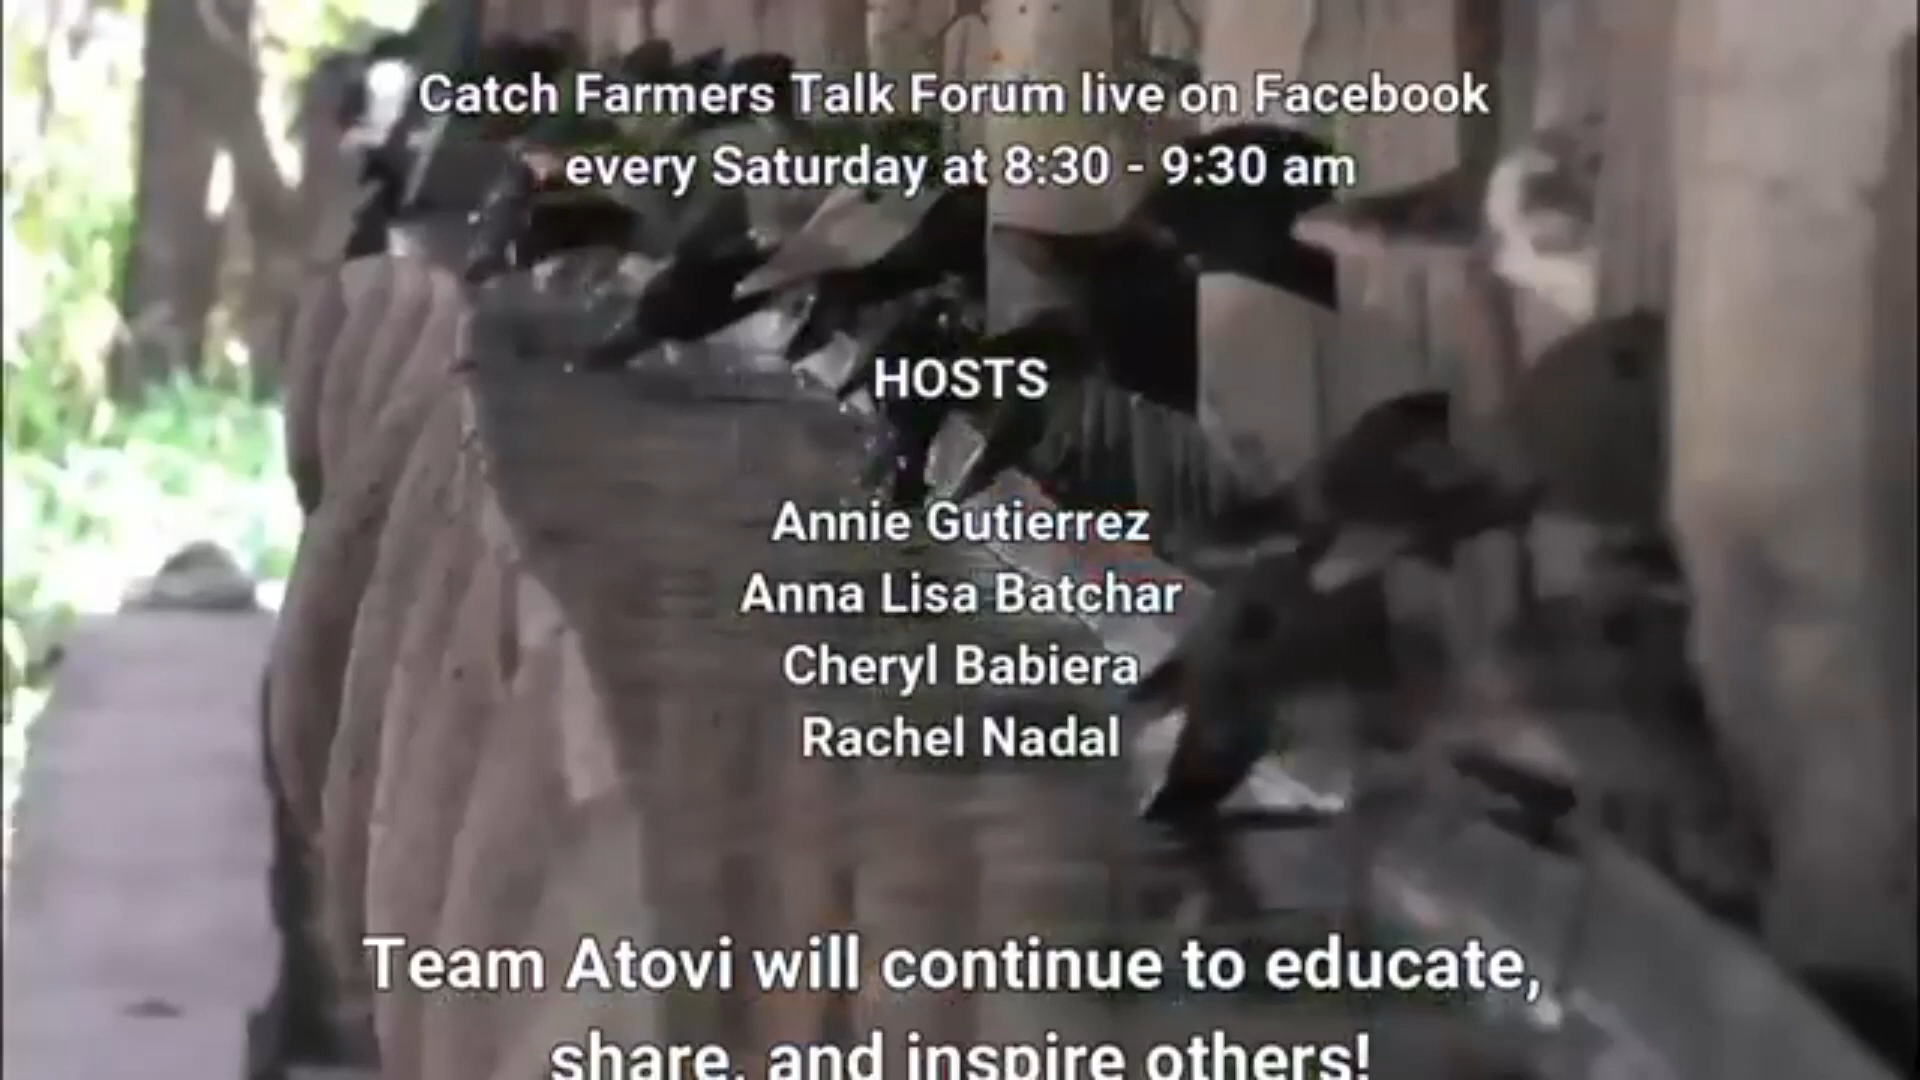 Catch Farmers Talk Forum live on Facebook
every Saturday at 8:30 - 9:30 am
HOSTS
Annie Gutierrez
Anna Lisa Batchar
Cheryl Babiera
Rachel Nadal
Team Atovi will continue to educate,
share, and inspire others!